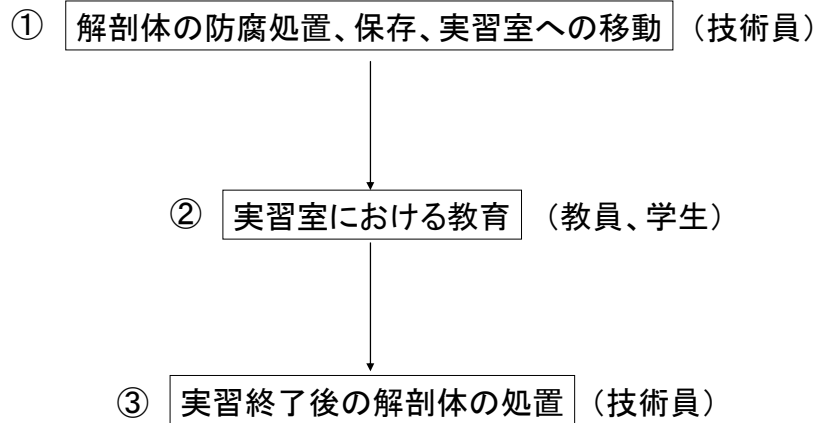 ① 解剖体の防腐処置、保存、実習室への移動 （技術員）
② 実習室における教育 （教員、学生）
③ 実習終了後の解剖体の処置 （技術員）